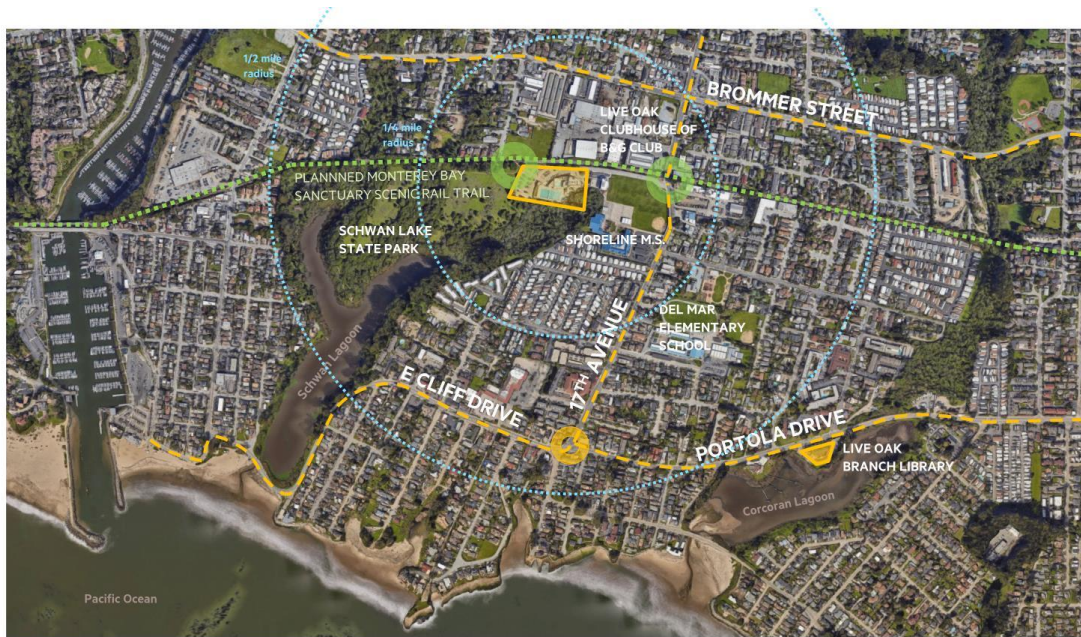 1/2 mile
radius
BROMMER STREET
LIVE OAK
CLUBHOUSE OF
B&G CLUB
1/4 mile
radius
PLANNNED MONTEREY BAY
SANCTUARY SCENIC RAIL TRAIL
SCHWAN LAKE
STATE PARK
SHORELINE M.S.
17TH AVENUE
DEL MAR
ELEMENTARY
SCHOOL
Schwan Lagoon
E CLIFF DRIVE
PORTOLA DRIVE
LIVE OAK
BRANCH LIBRARY
Corcoran Lagoon
Pacific Ocean